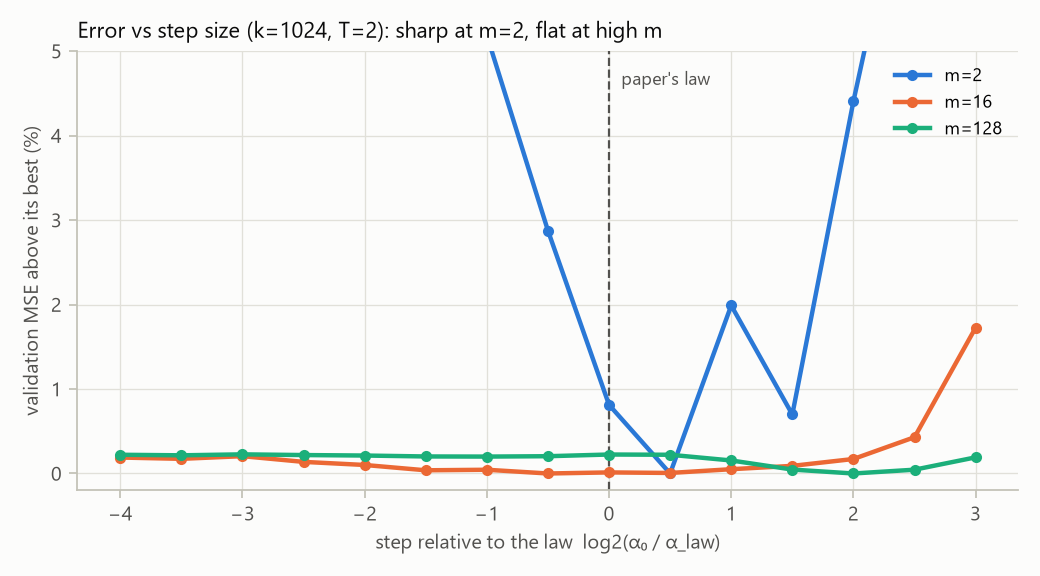 Error vs step size (k=1024, T=2): sharp at m=2, flat at high m
validation MSE above its best (%)
5
4
3
2
1
0
paper's law
m=2
m=16
m=128
−4
−3
−2
−1
0
1
2
3
step relative to the law log2(α₀ / α_law)